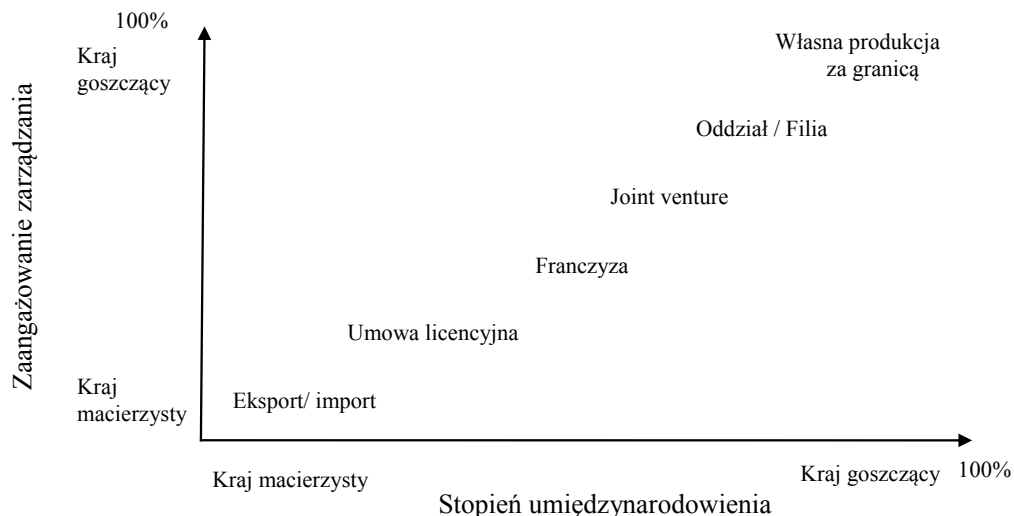 100%
Kraj
goszczący
Własna produkcja
za granicą
Oddział / Filia
Joint venture
Franczyza
Umowa licencyjna
Zaangażowanie zarządzania
Kraj
macierzysty
Eksport/ import
Kraj macierzysty
Kraj goszczący
100%
Stopień umiędzynarodowienia